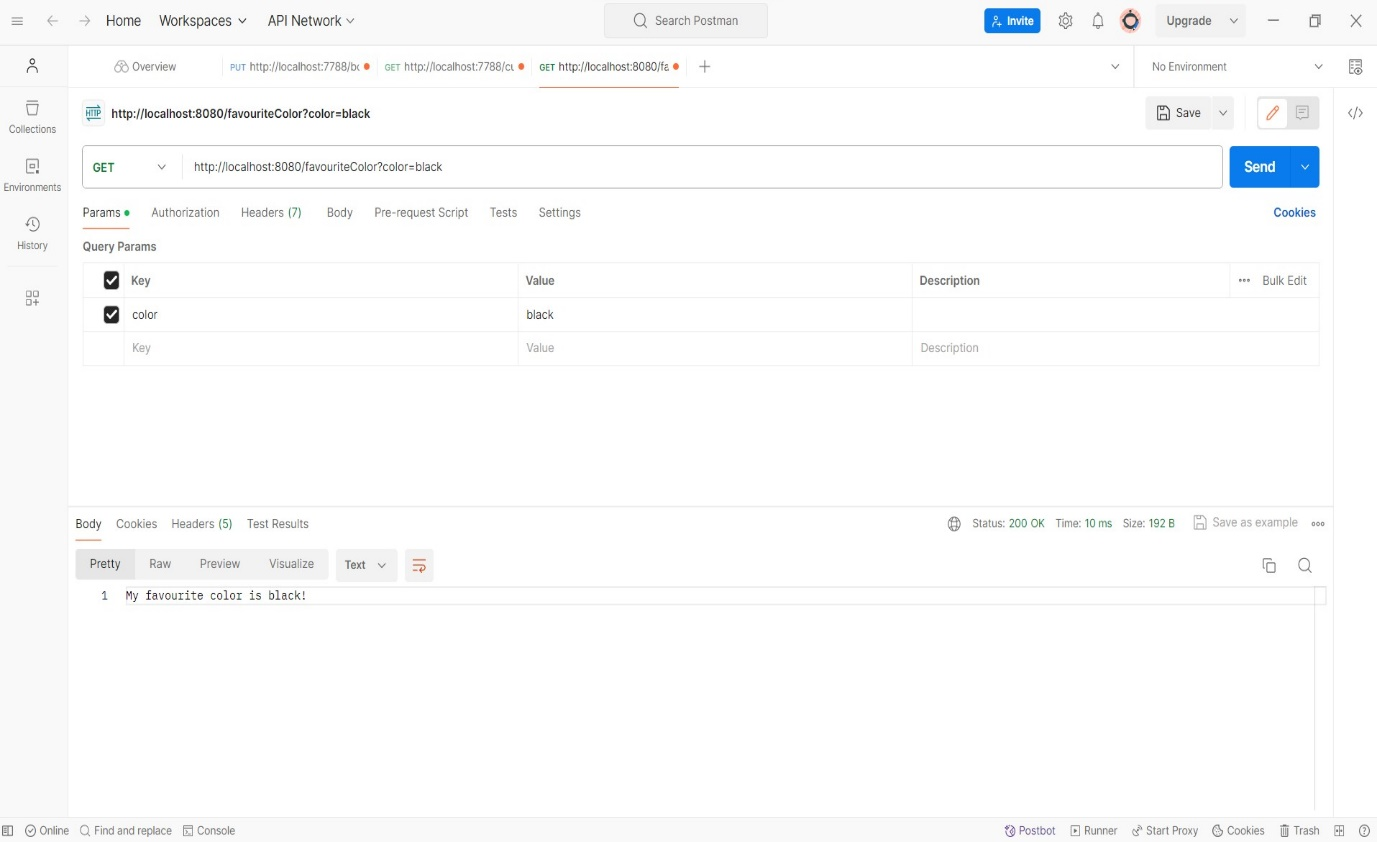 Home Workspaces API Network Search Postman Invite Upgrade
Overview PUT http://localhost:7788/bc GET http://localhost:7788/cu GET http://localhost:8080/fa No Environment
HTTP http://localhost:8080/favouriteColor?color=black Save
Collections
GET http://localhost:8080/favouriteColor?color=black Send
Environments
Params Authorization Headers (7) Body Pre-request Script Tests Settings Cookies
History
Query Params
Key Value Description Bulk Edit
color black
Key Value Description
Body Cookies Headers (5) Test Results Status: 200 OK Time: 10 ms Size: 192 B Save as example
Pretty Raw Preview Visualize Text
1 My favourite color is black!
Online Find and replace Console Postbot Runner Start Proxy Cookies Trash